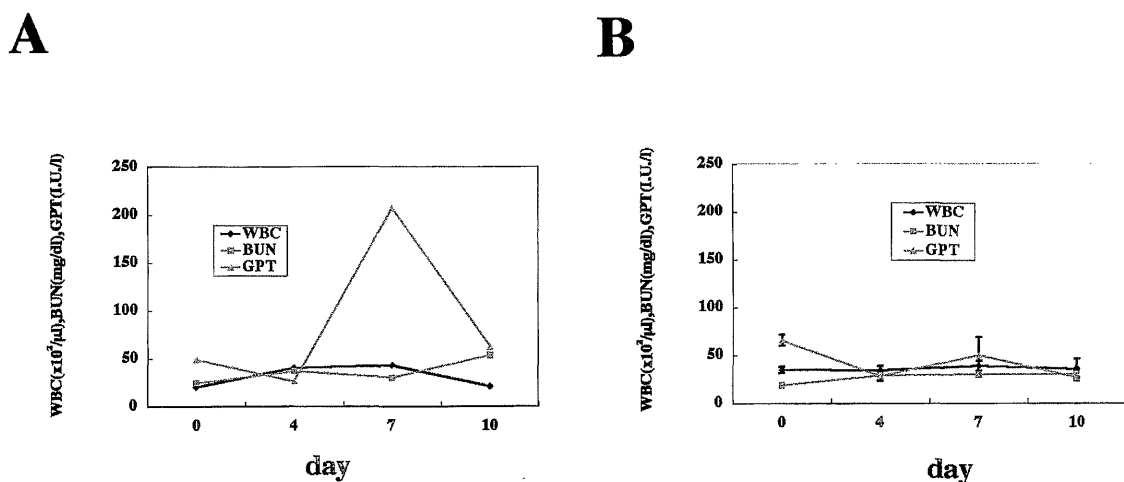 A
B
WBC(x10²/μl),BUN(mg/dl),GPT(I.U./l)
250
200
150
100
50
0
WBC
BUN
GPT
0 4 7 10
day
WBC(x10²/μl),BUN(mg/dl),GPT(I.U./l)
250
200
150
100
50
0
WBC
BUN
GPT
0 4 7 10
day